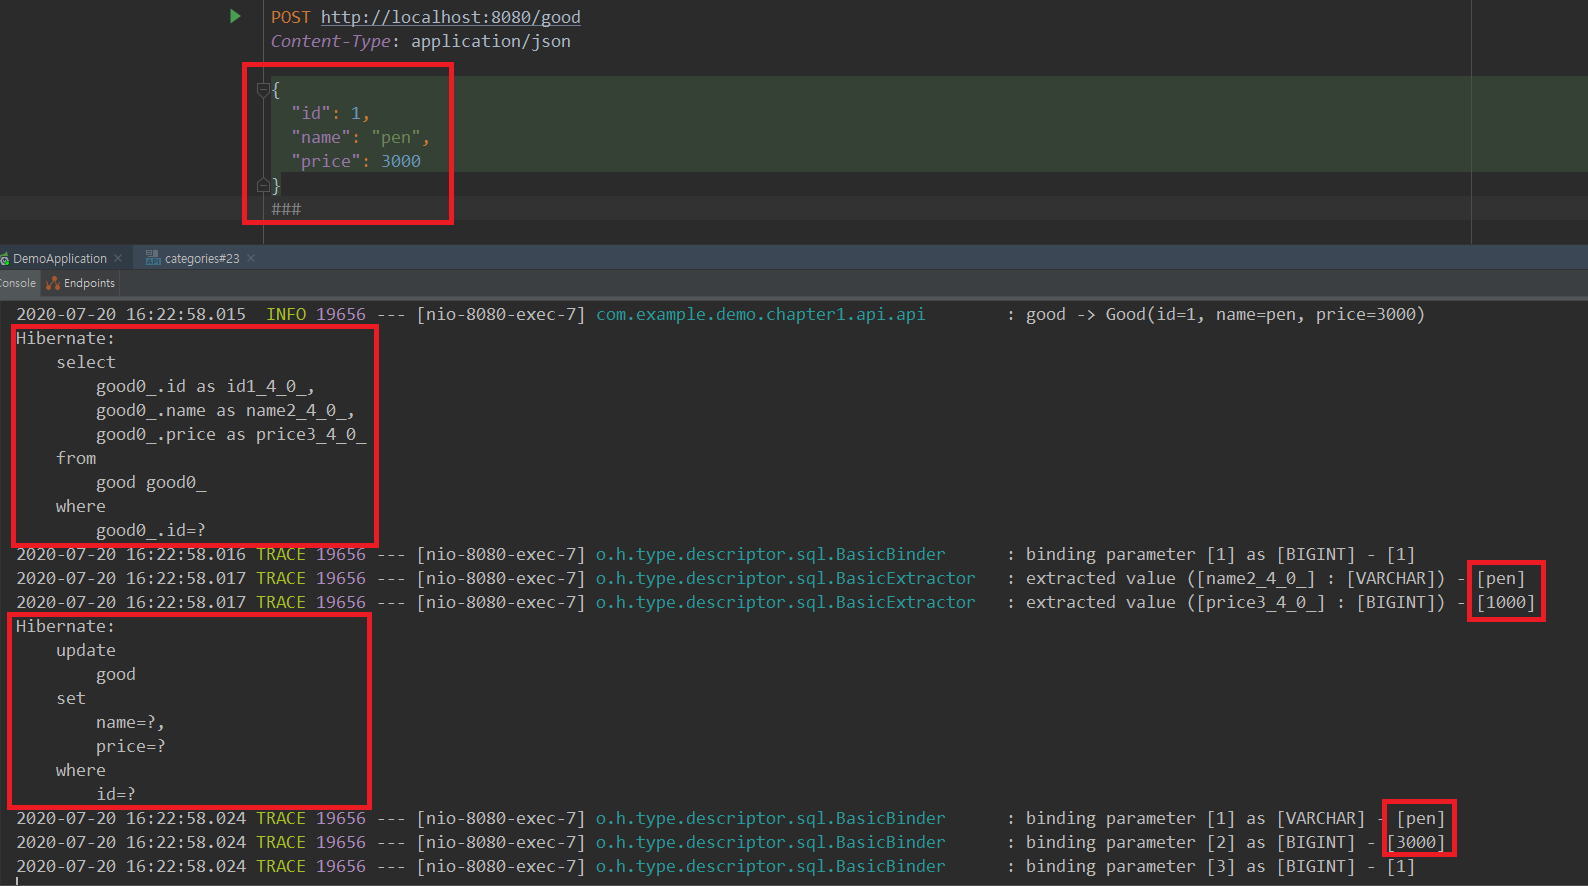 POST http://localhost:8080/good
Content-Type: application/json
{
"id": 1,
"name": "pen",
"price": 3000
}
###
DemoApplication × categories#23 ×
Console Endpoints
2020-07-20 16:22:58.015 INFO 19656 --- [nio-8080-exec-7] com.example.demo.chapter1.api.api : good -> Good(id=1, name=pen, price=3000)
Hibernate:
select
good0_.id as id1_4_0_,
good0_.name as name2_4_0_,
good0_.price as price3_4_0_
from
good good0_
where
good0_.id=?
2020-07-20 16:22:58.016 TRACE 19656 --- [nio-8080-exec-7] o.h.type.descriptor.sql.BasicBinder : binding parameter [1] as [BIGINT] - [1]
2020-07-20 16:22:58.017 TRACE 19656 --- [nio-8080-exec-7] o.h.type.descriptor.sql.BasicExtractor : extracted value ([name2_4_0_] : [VARCHAR]) - [pen]
2020-07-20 16:22:58.017 TRACE 19656 --- [nio-8080-exec-7] o.h.type.descriptor.sql.BasicExtractor : extracted value ([price3_4_0_] : [BIGINT]) - [1000]
Hibernate:
update
good
set
name=?,
price=?
where
id=?
2020-07-20 16:22:58.024 TRACE 19656 --- [nio-8080-exec-7] o.h.type.descriptor.sql.BasicBinder : binding parameter [1] as [VARCHAR] - [pen]
2020-07-20 16:22:58.024 TRACE 19656 --- [nio-8080-exec-7] o.h.type.descriptor.sql.BasicBinder : binding parameter [2] as [BIGINT] - [3000]
2020-07-20 16:22:58.024 TRACE 19656 --- [nio-8080-exec-7] o.h.type.descriptor.sql.BasicBinder : binding parameter [3] as [BIGINT] - [1]